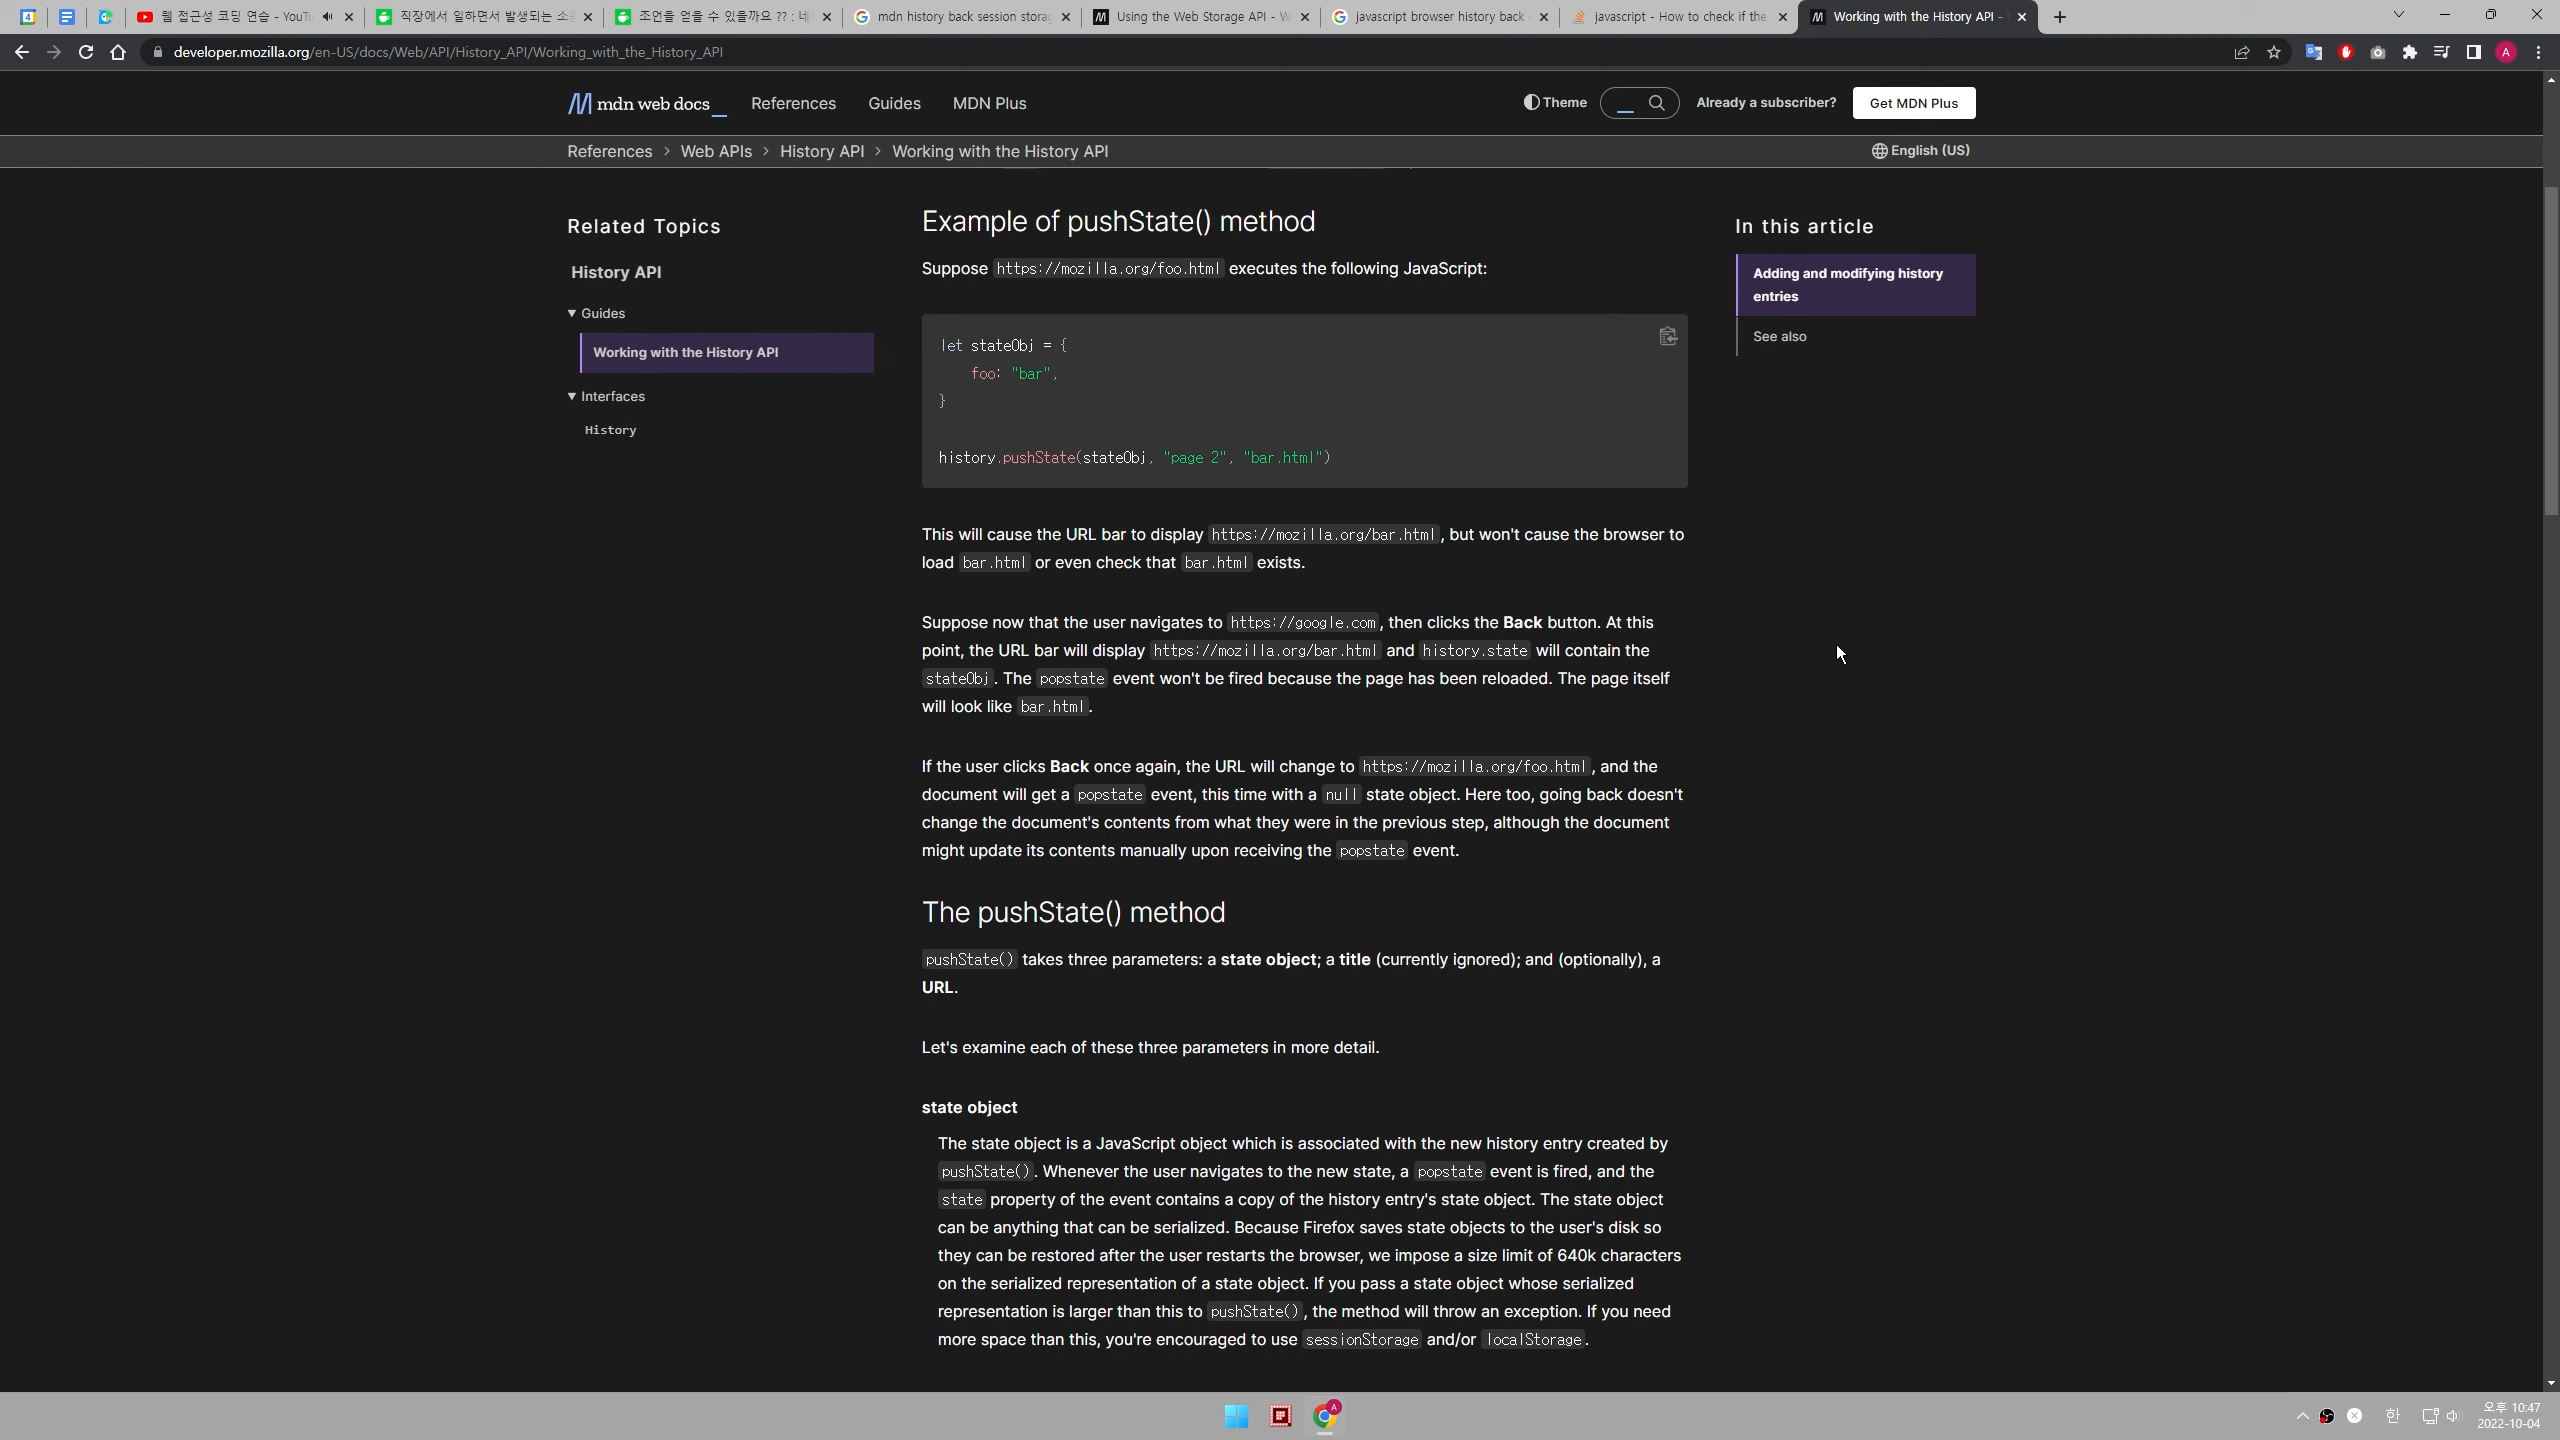 웹 접근성 코딩 연습 - YouTu
직장에서 일하면서 발생되는 소
조언을 얻을 수 있을까요 ?? : 네
mdn history back session storag
Using the Web Storage API - W
javascript browser history back
javascript - How to check if the
Working with the History API -
developer.mozilla.org/en-US/docs/Web/API/History_API/Working_with_the_History_API
A
mdn web docs
References
Guides
MDN Plus
Theme
Already a subscriber?
Get MDN Plus
References > Web APIs > History API > Working with the History API
English (US)
Related Topics
History API
Guides
Working with the History API
Interfaces
History
Example of pushState() method
Suppose https://mozilla.org/foo.html executes the following JavaScript:
let stateObj = {
foo: "bar",
}
history.pushState(stateObj, "page 2", "bar.html")
This will cause the URL bar to display https://mozilla.org/bar.html, but won't cause the browser to
load bar.html or even check that bar.html exists.
Suppose now that the user navigates to https://google.com, then clicks the Back button. At this
point, the URL bar will display https://mozilla.org/bar.html and history.state will contain the
stateObj. The popstate event won't be fired because the page has been reloaded. The page itself
will look like bar.html.
If the user clicks Back once again, the URL will change to https://mozilla.org/foo.html, and the
document will get a popstate event, this time with a null state object. Here too, going back doesn't
change the document's contents from what they were in the previous step, although the document
might update its contents manually upon receiving the popstate event.
The pushState() method
pushState() takes three parameters: a state object; a title (currently ignored); and (optionally), a
URL.
Let's examine each of these three parameters in more detail.
state object
The state object is a JavaScript object which is associated with the new history entry created by
pushState(). Whenever the user navigates to the new state, a popstate event is fired, and the
state property of the event contains a copy of the history entry's state object. The state object
can be anything that can be serialized. Because Firefox saves state objects to the user's disk so
they can be restored after the user restarts the browser, we impose a size limit of 640k characters
on the serialized representation of a state object. If you pass a state object whose serialized
representation is larger than this to pushState(), the method will throw an exception. If you need
more space than this, you're encouraged to use sessionStorage and/or localStorage.
In this article
Adding and modifying history
entries
See also
A
한
오후 10:47
2022-10-04